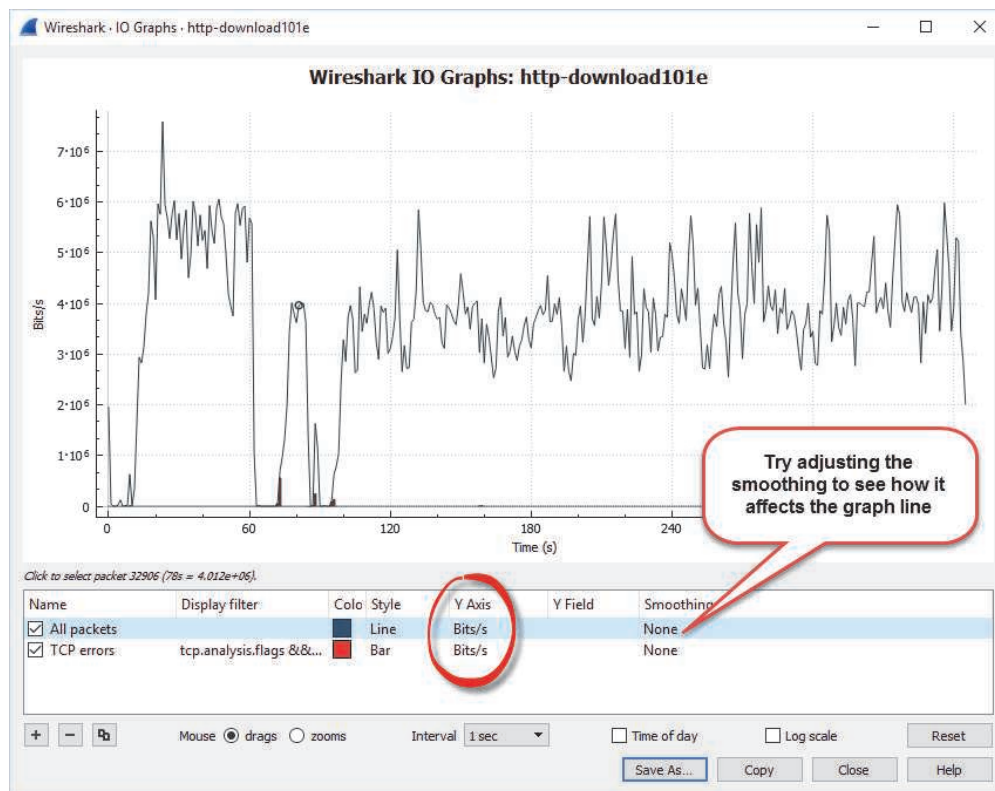 Wireshark · IO Graphs · http-download101e
Wireshark IO Graphs: http-download101e
7·10⁶
6·10⁶
5·10⁶
4·10⁶
3·10⁶
2·10⁶
1·10⁶
0
Bits/s
0 60 120 180 240
Time (s)
Try adjusting the
smoothing to see how it
affects the graph line
Click to select packet 32906 (78s = 4.012e+06).
Name Display filter Colo Style Y Axis Y Field Smoothing
All packets Line Bits/s None
TCP errors tcp.analysis.flags &&... Bar Bits/s None
+ − Mouse drags zooms Interval 1 sec Time of day Log scale Reset
Save As... Copy Close Help